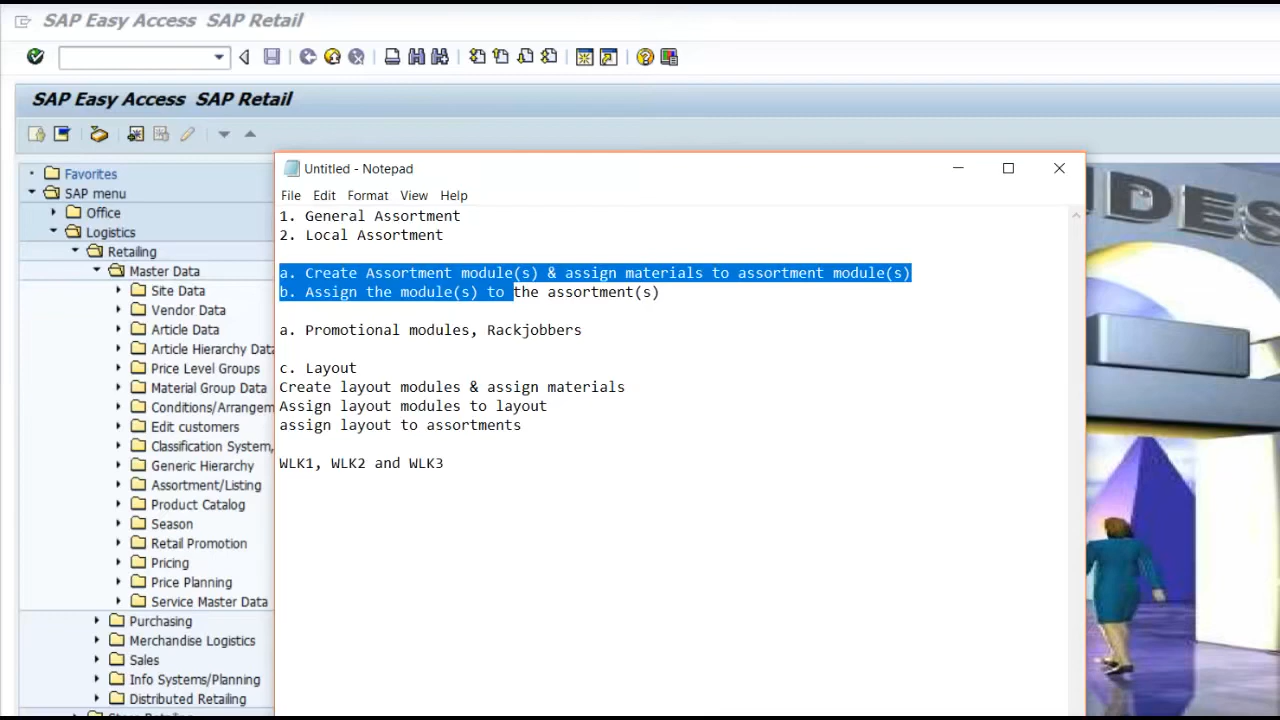 SAP Easy Access SAP Retail
SAP Easy Access SAP Retail
Favorites
SAP menu
Office
Logistics
Retailing
Master Data
Site Data
Vendor Data
Article Data
Article Hierarchy Data
Price Level Groups
Material Group Data
Conditions/Arrangem
Edit customers
Classification System,
Generic Hierarchy
Assortment/Listing
Product Catalog
Season
Retail Promotion
Pricing
Price Planning
Service Master Data
Purchasing
Merchandise Logistics
Sales
Info Systems/Planning
Distributed Retailing
Untitled - Notepad
File Edit Format View Help
1. General Assortment
2. Local Assortment
a. Create Assortment module(s) & assign materials to assortment module(s)
b. Assign the module(s) to the assortment(s)
a. Promotional modules, Rackjobbers
c. Layout
Create layout modules & assign materials
Assign layout modules to layout
assign layout to assortments
WLK1, WLK2 and WLK3
DES